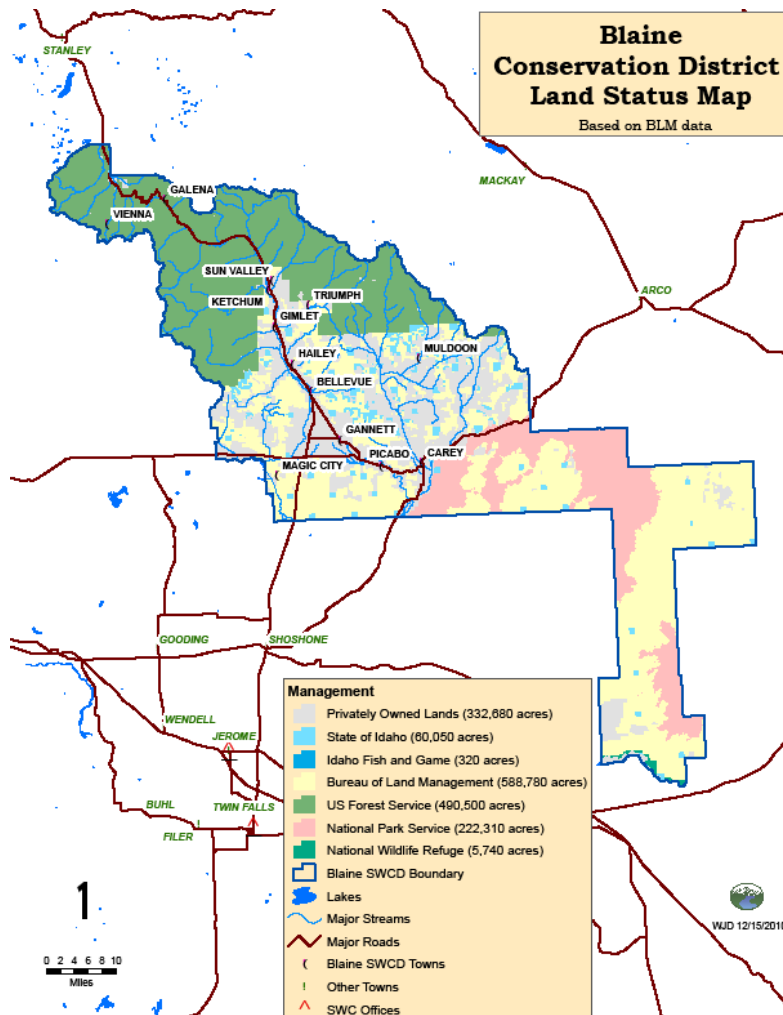 Blaine
Conservation District
Land Status Map
Based on BLM data
STANLEY
MACKAY
GALENA
VIENNA
SUN VALLEY
KETCHUM
TRIUMPH
GIMLET
ARCO
HAILEY
MULDOON
BELLEVUE
GANNETT
MAGIC CITY
PICABO
CAREY
GOODING
SHOSHONE
WENDELL
JEROME
BUHL
TWIN FALLS
FILER
Management
Privately Owned Lands (332,680 acres)
State of Idaho (60,050 acres)
Idaho Fish and Game (320 acres)
Bureau of Land Management (588,780 acres)
US Forest Service (490,500 acres)
National Park Service (222,310 acres)
National Wildlife Refuge (5,740 acres)
Blaine SWCD Boundary
Lakes
Major Streams
Major Roads
Blaine SWCD Towns
Other Towns
SWC Offices
1
0 2 4 6 8 10
Miles